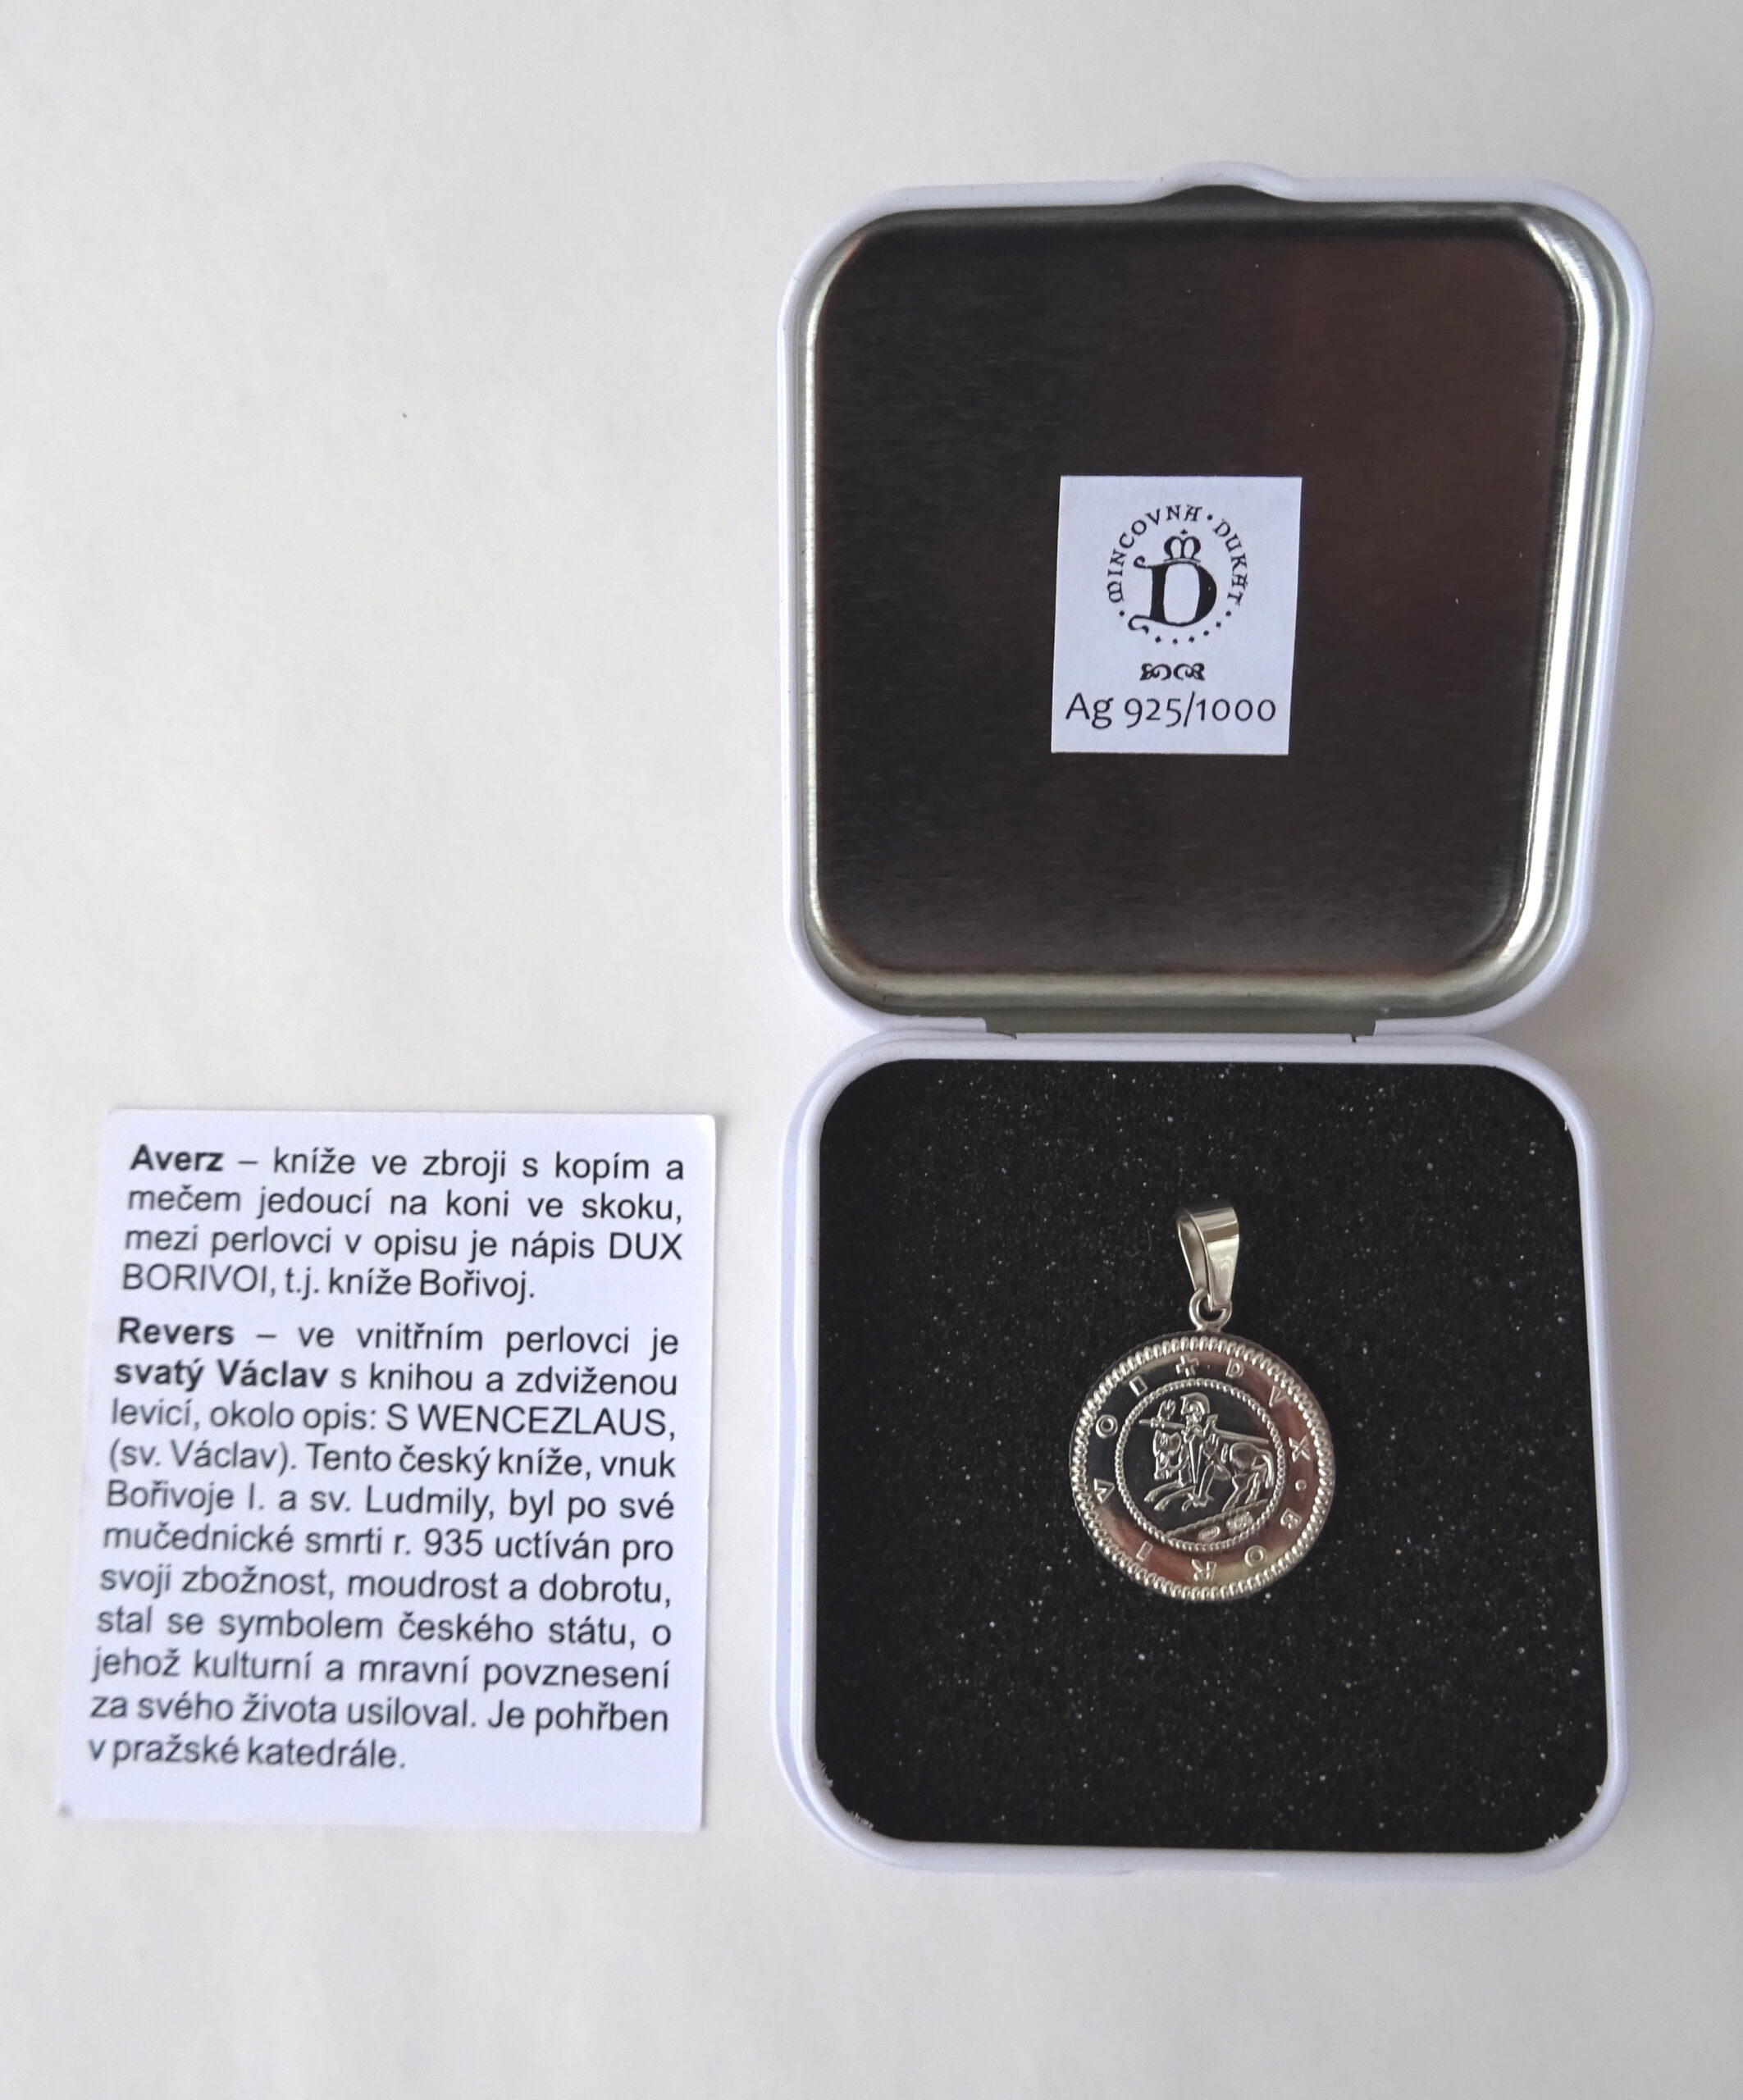 Averz – kníže ve zbroji s kopím a
mečem jedoucí na koni ve skoku,
mezi perlovci v opisu je nápis DUX
BORIVOI, t.j. kníže Bořivoj.
Revers – ve vnitřním perlovci je
svatý Václav s knihou a zdviženou
levicí, okolo opis: S WENCEZLAUS,
(sv. Václav). Tento český kníže, vnuk
Bořivoje I. a sv. Ludmily, byl po své
mučednické smrti r. 935 uctíván pro
svoji zbožnost, moudrost a dobrotu,
stal se symbolem českého státu, o
jehož kulturní a mravní povznesení
za svého života usiloval. Je pohřben
v pražské katedrále.
MINCOVNA · DUKAT
D
Ag 925/1000
DVX · BORIVOI